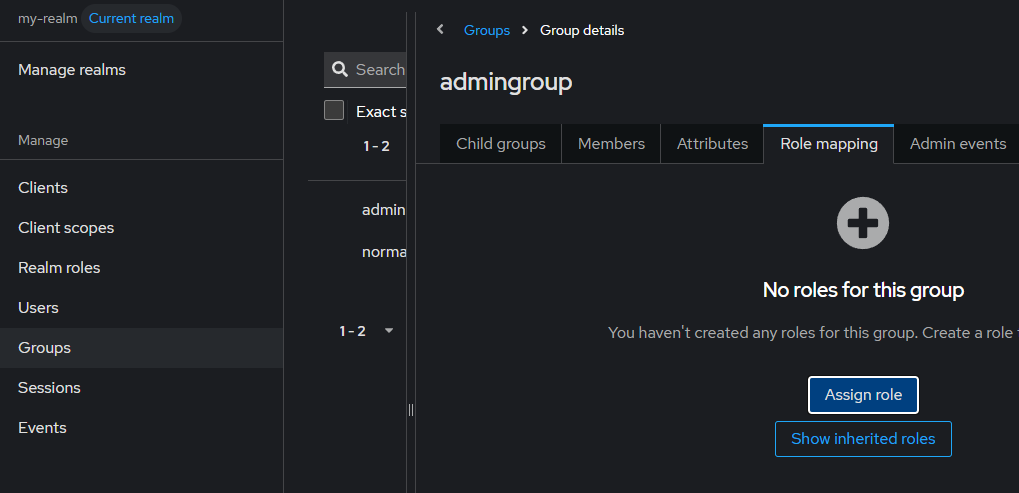 my-realm Current realm
Manage realms
Manage
Clients
Client scopes
Realm roles
Users
Groups
Sessions
Events
Search
Exact s
1 - 2
admin
norma
1 - 2
Groups Group details
admingroup
Child groups Members Attributes Role mapping Admin events
No roles for this group
You haven't created any roles for this group. Create a role
Assign role
Show inherited roles